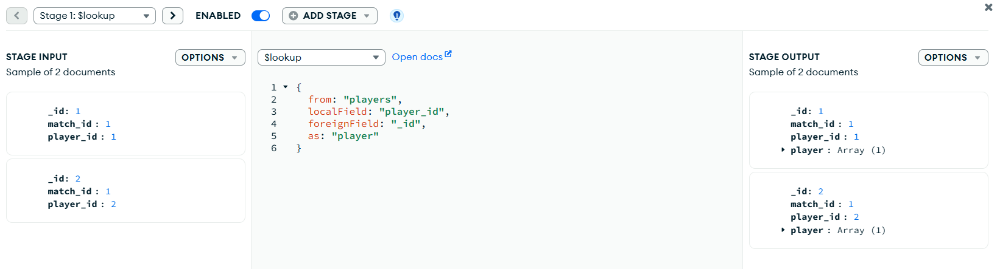 Stage 1: $lookup
ENABLED
ADD STAGE
STAGE INPUT
OPTIONS
Sample of 2 documents
_id: 1
match_id : 1
player_id : 1
_id: 2
match_id : 1
player_id : 2
$lookup
Open docs
1 {
2 from: "players",
3 localField: "player_id",
4 foreignField: "_id",
5 as: "player"
6 }
STAGE OUTPUT
OPTIONS
Sample of 2 documents
_id: 1
match_id : 1
player_id : 1
player : Array (1)
_id: 2
match_id : 1
player_id : 2
player : Array (1)